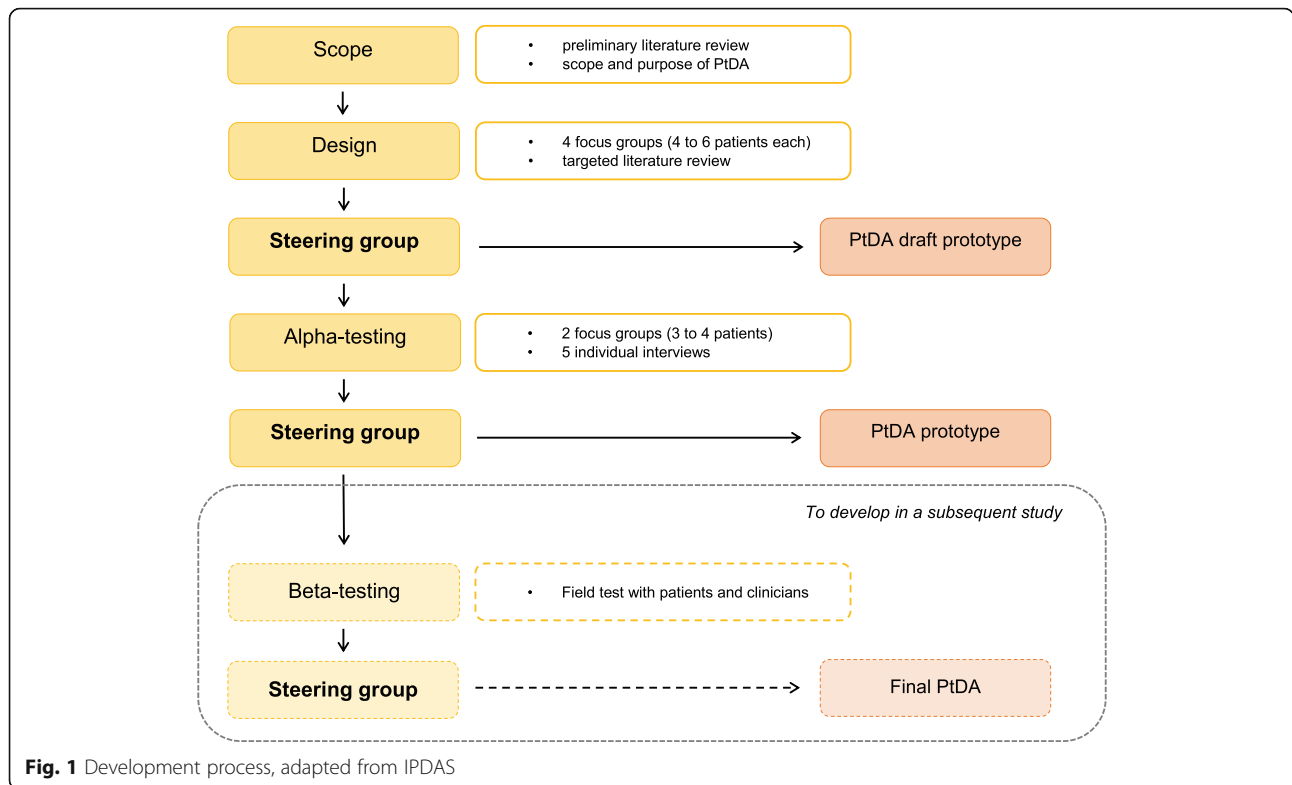 Scope
• preliminary literature review
• scope and purpose of PtDA
Design
• 4 focus groups (4 to 6 patients each)
• targeted literature review
Steering group
PtDA draft prototype
Alpha-testing
• 2 focus groups (3 to 4 patients)
• 5 individual interviews
Steering group
PtDA prototype
To develop in a subsequent study
Beta-testing
• Field test with patients and clinicians
Steering group
Final PtDA
Fig. 1 Development process, adapted from IPDAS